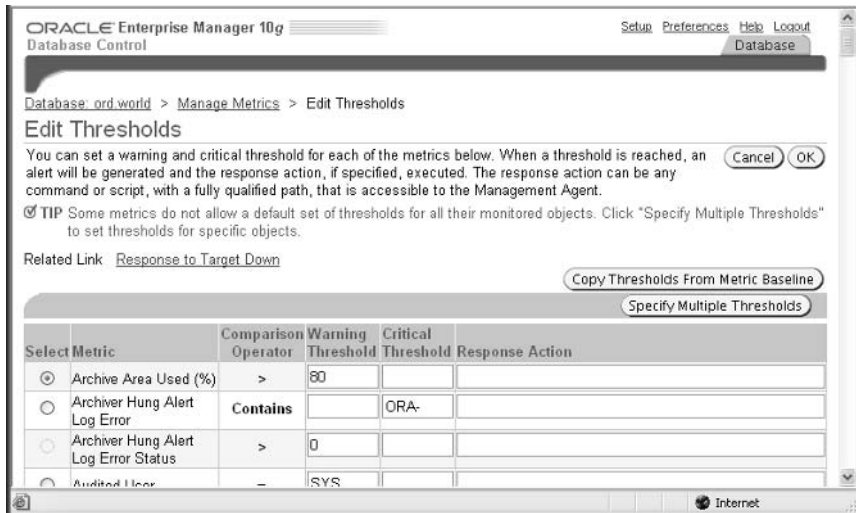 ORACLE Enterprise Manager 10g
Database Control
Setup Preferences Help Logout
Database
Database: ord.world > Manage Metrics > Edit Thresholds
Edit Thresholds
You can set a warning and critical threshold for each of the metrics below. When a threshold is reached, an
alert will be generated and the response action, if specified, executed. The response action can be any
command or script, with a fully qualified path, that is accessible to the Management Agent.
Cancel OK
TIP Some metrics do not allow a default set of thresholds for all their monitored objects. Click "Specify Multiple Thresholds"
to set thresholds for specific objects.
Related Link Response to Target Down
Copy Thresholds From Metric Baseline
Specify Multiple Thresholds
Select Metric Comparison Operator Warning Threshold Critical Threshold Response Action
Archive Area Used (%) > 80
Archiver Hung Alert Log Error Contains ORA-
Archiver Hung Alert Log Error Status > 0
Audited User = SYS
Internet